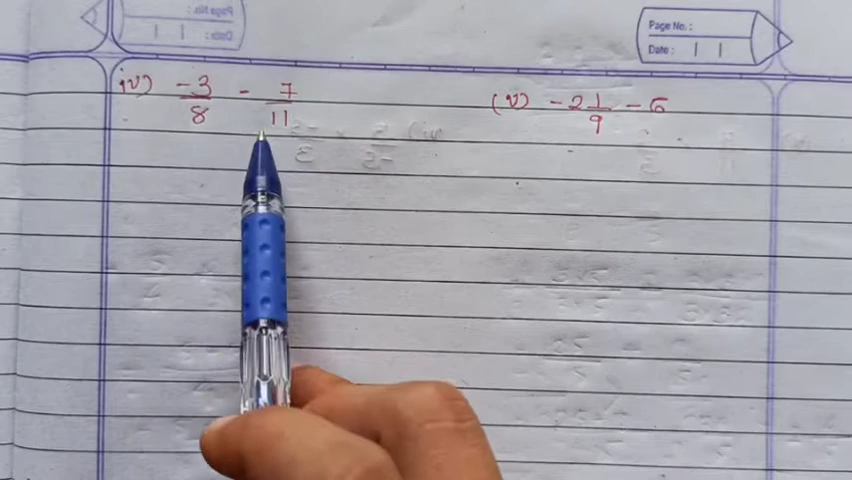 Page No.:
Date:
iv) -3/8 - 7/11
(v) -2 1/9 - 6